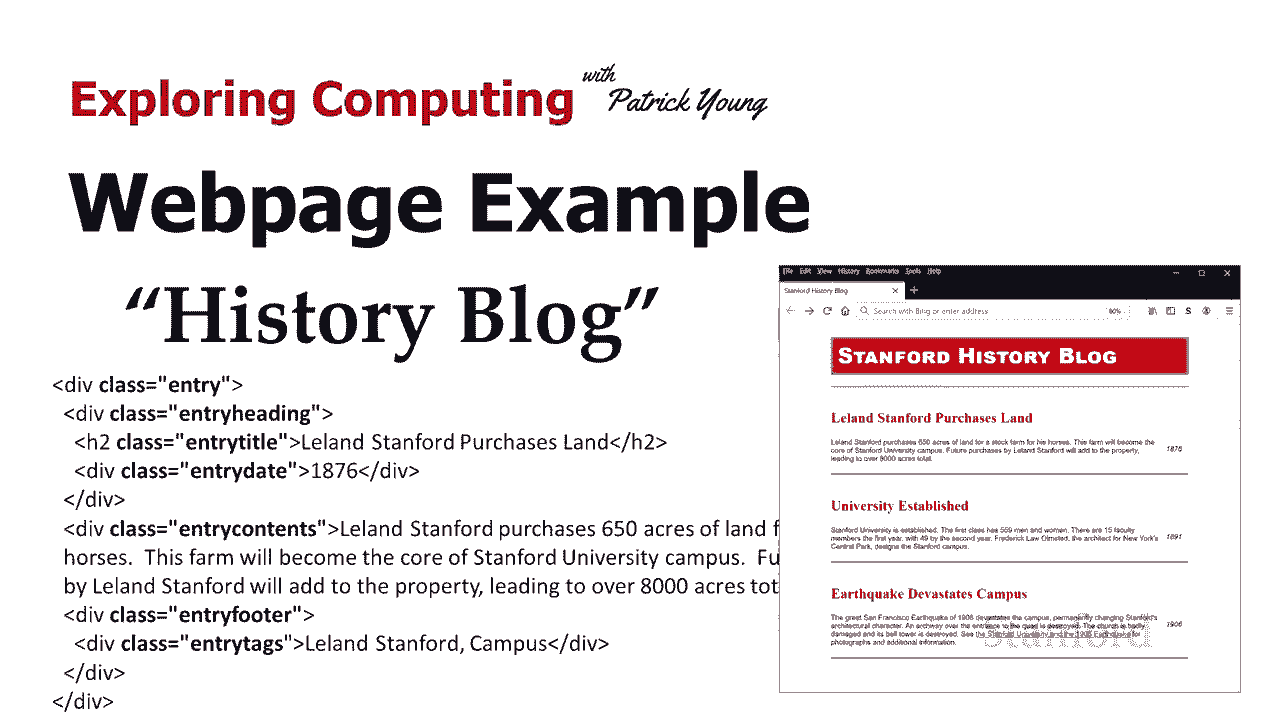 Exploring Computing with Patrick Young
Webpage Example
“History Blog”
<div class="entry">
<div class="entryheading">
<h2 class="entrytitle">Leland Stanford Purchases Land</h2>
<div class="entrydate">1876</div>
</div>
<div class="entrycontents">Leland Stanford purchases 650 acres of land f
horses. This farm will become the core of Stanford University campus. Fu
by Leland Stanford will add to the property, leading to over 8000 acres tot
<div class="entryfooter">
<div class="entrytags">Leland Stanford, Campus</div>
</div>
</div>
File Edit View History Bookmarks Tools Help
Stanford History Blog
Search with Bing or enter address
80%
STANFORD HISTORY BLOG
Leland Stanford Purchases Land
Leland Stanford purchases 650 acres of land for a stock farm for his horses. This farm will become the
core of Stanford University campus. Future purchases by Leland Stanford will add to the property,
leading to over 8000 acres total.
1876
University Established
Stanford University is established. The first class has 559 men and women. There are 15 faculty
members the first year, with 49 by the second year. Frederick Law Olmsted, the architect for New York's
Central Park, designs the Stanford campus.
1891
Earthquake Devastates Campus
The great San Francisco Earthquake of 1906 devastates the campus, permanently changing Stanford's
architectural character. An archway over the entrance to the quad is destroyed. The church is badly
damaged and its bell tower is destroyed. See the Stanford University and the 1906 Earthquake for
photographs and additional information.
1906
Stanford